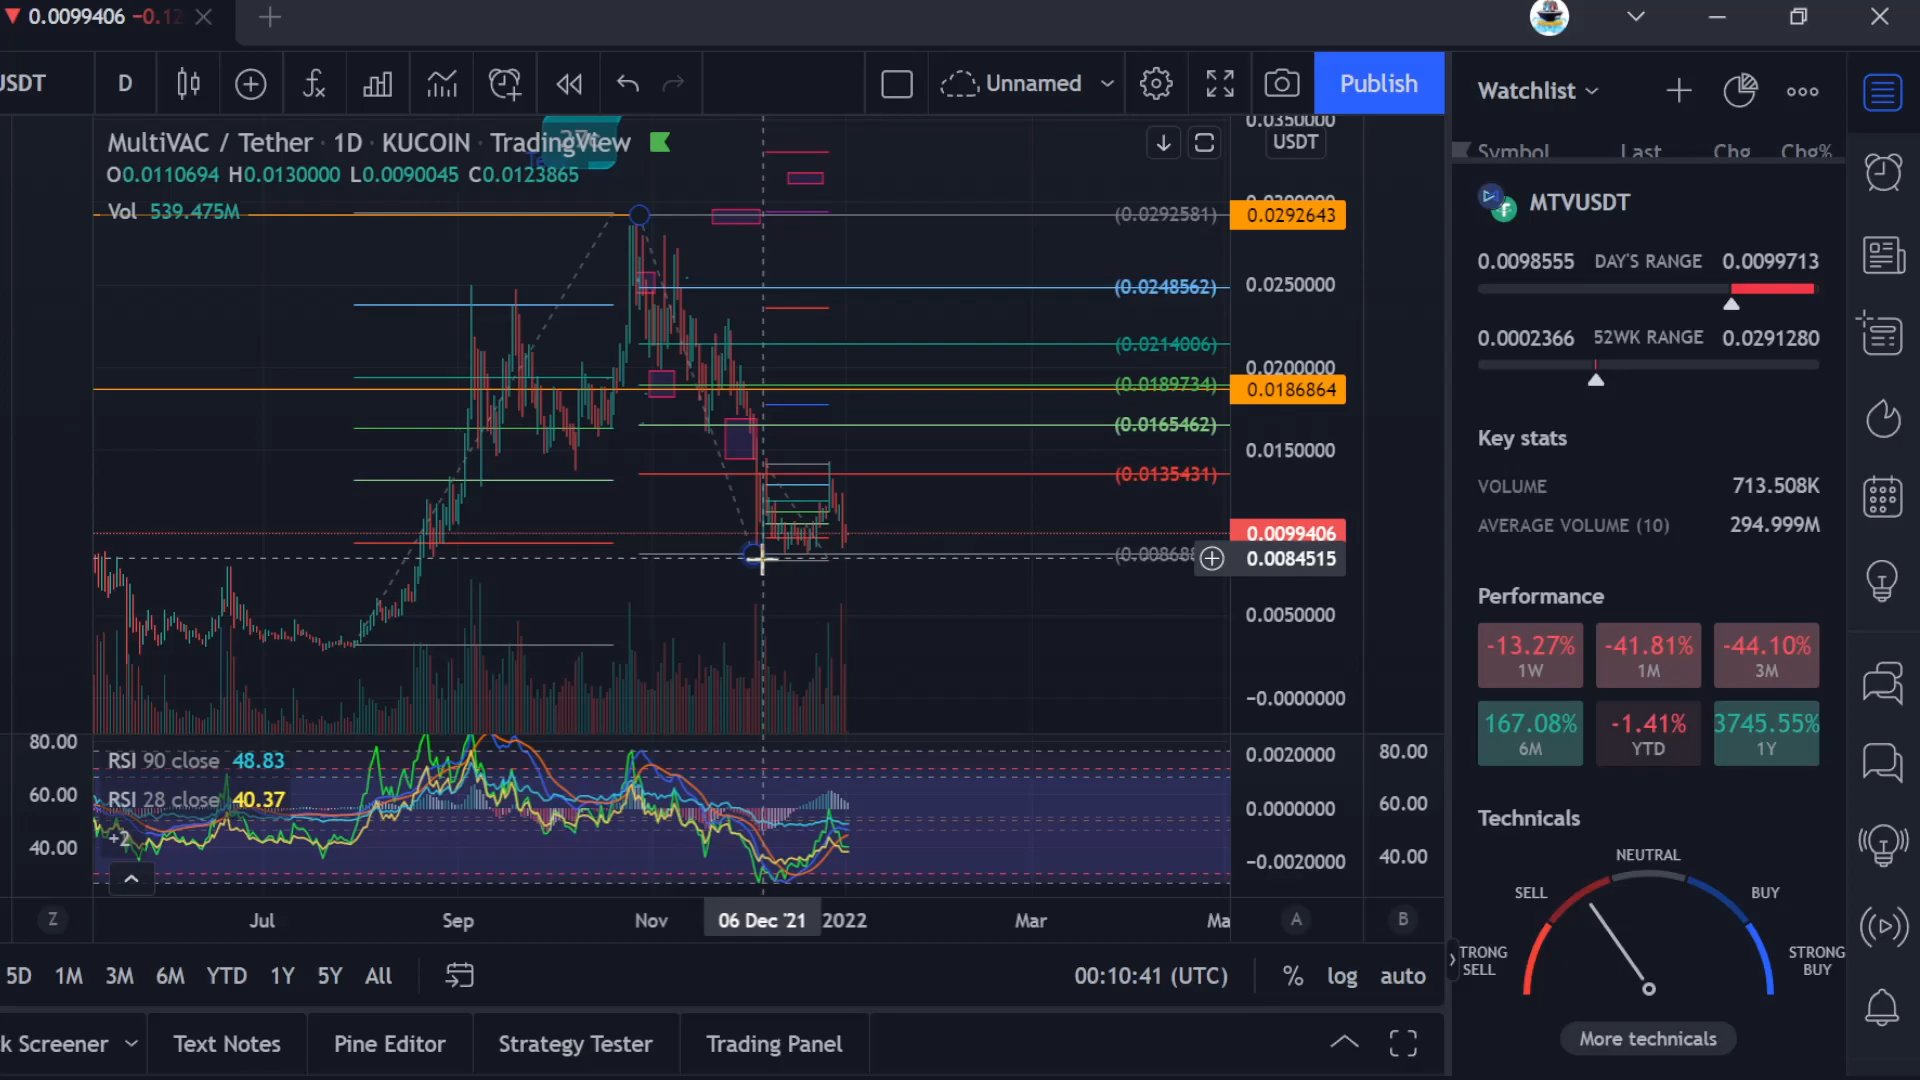 0.0099406 −0.12
USDT
D
Unnamed
Publish
Watchlist
MultiVAC / Tether · 1D · KUCOIN · TradingView
O0.0110694 H0.0130000 L0.0090045 C0.0123865
Vol 539.475M
0.0350000
USDT
(0.0292581)
0.0292643
(0.0248562)
0.0250000
(0.0214006)
0.0200000
(0.0189734)
0.0186864
(0.0165462)
0.0150000
(0.0135431)
0.0099406
0.0084515
0.0050000
−0.0000000
80.00
60.00
40.00
RSI 90 close 48.83
RSI 28 close 40.37
+2
0.0020000
0.0000000
−0.0020000
80.00
60.00
40.00
Z
Jul
Sep
Nov
06 Dec '21
2022
Mar
Ma
A
B
5D 1M 3M 6M YTD 1Y 5Y All
00:10:41 (UTC)
% log auto
k Screener
Text Notes
Pine Editor
Strategy Tester
Trading Panel
Symbol Last Chg Chg%
MTVUSDT
0.0098555 DAY'S RANGE 0.0099713
0.0002366 52WK RANGE 0.0291280
Key stats
VOLUME 713.508K
AVERAGE VOLUME (10) 294.999M
Performance
-13.27% -41.81% -44.10%
1W 1M 3M
167.08% -1.41% 3745.55%
6M YTD 1Y
Technicals
NEUTRAL
SELL
BUY
TRONG
SELL
STRONG
BUY
More technicals